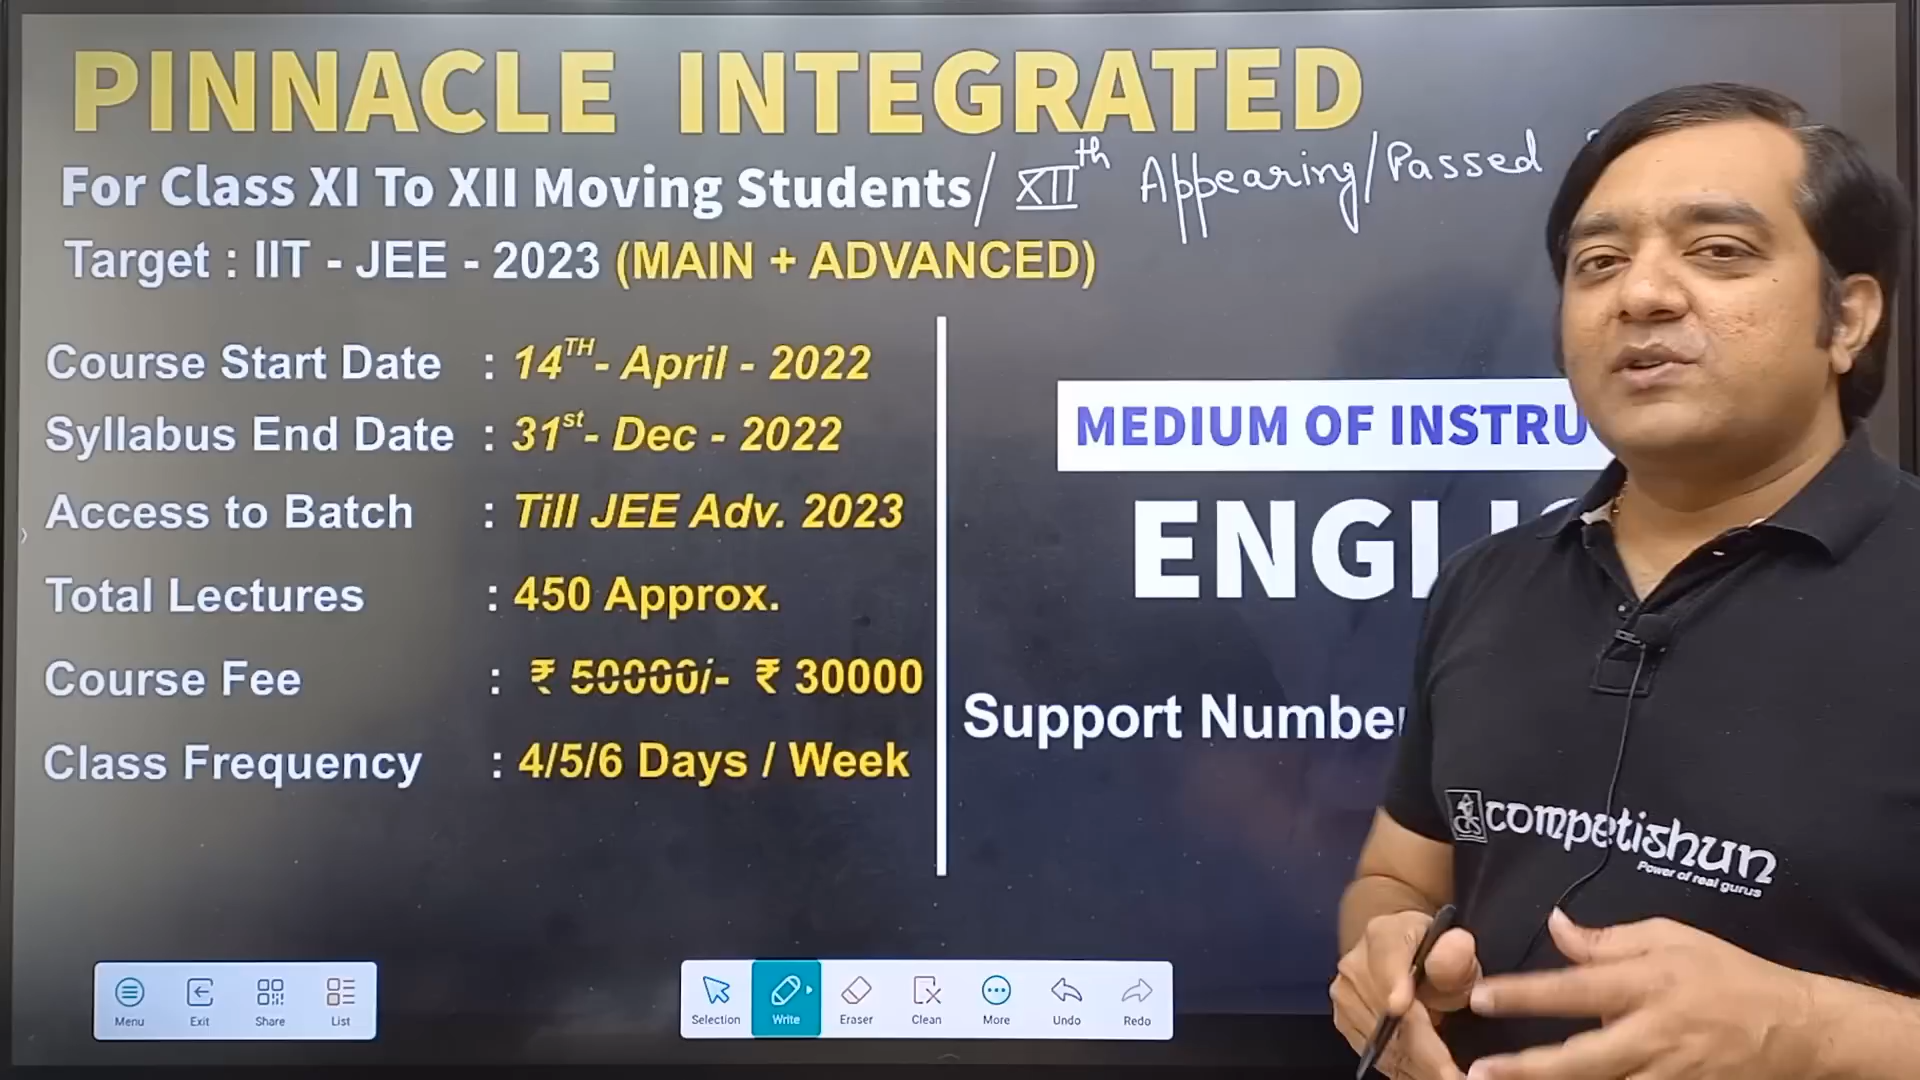 PINNACLE INTEGRATED
For Class XI To XII Moving Students / XIIth Appearing/Passed
Target : IIT - JEE - 2023 (MAIN + ADVANCED)
Course Start Date : 14TH- April - 2022
Syllabus End Date : 31st- Dec - 2022
Access to Batch : Till JEE Adv. 2023
Total Lectures : 450 Approx.
Course Fee : ₹ 50000/- ₹ 30000
Class Frequency : 4/5/6 Days / Week
MEDIUM OF
Support
competishun
Power of real gurus
Menu Exit Share List
Selection Write Eraser Clean More Undo Redo